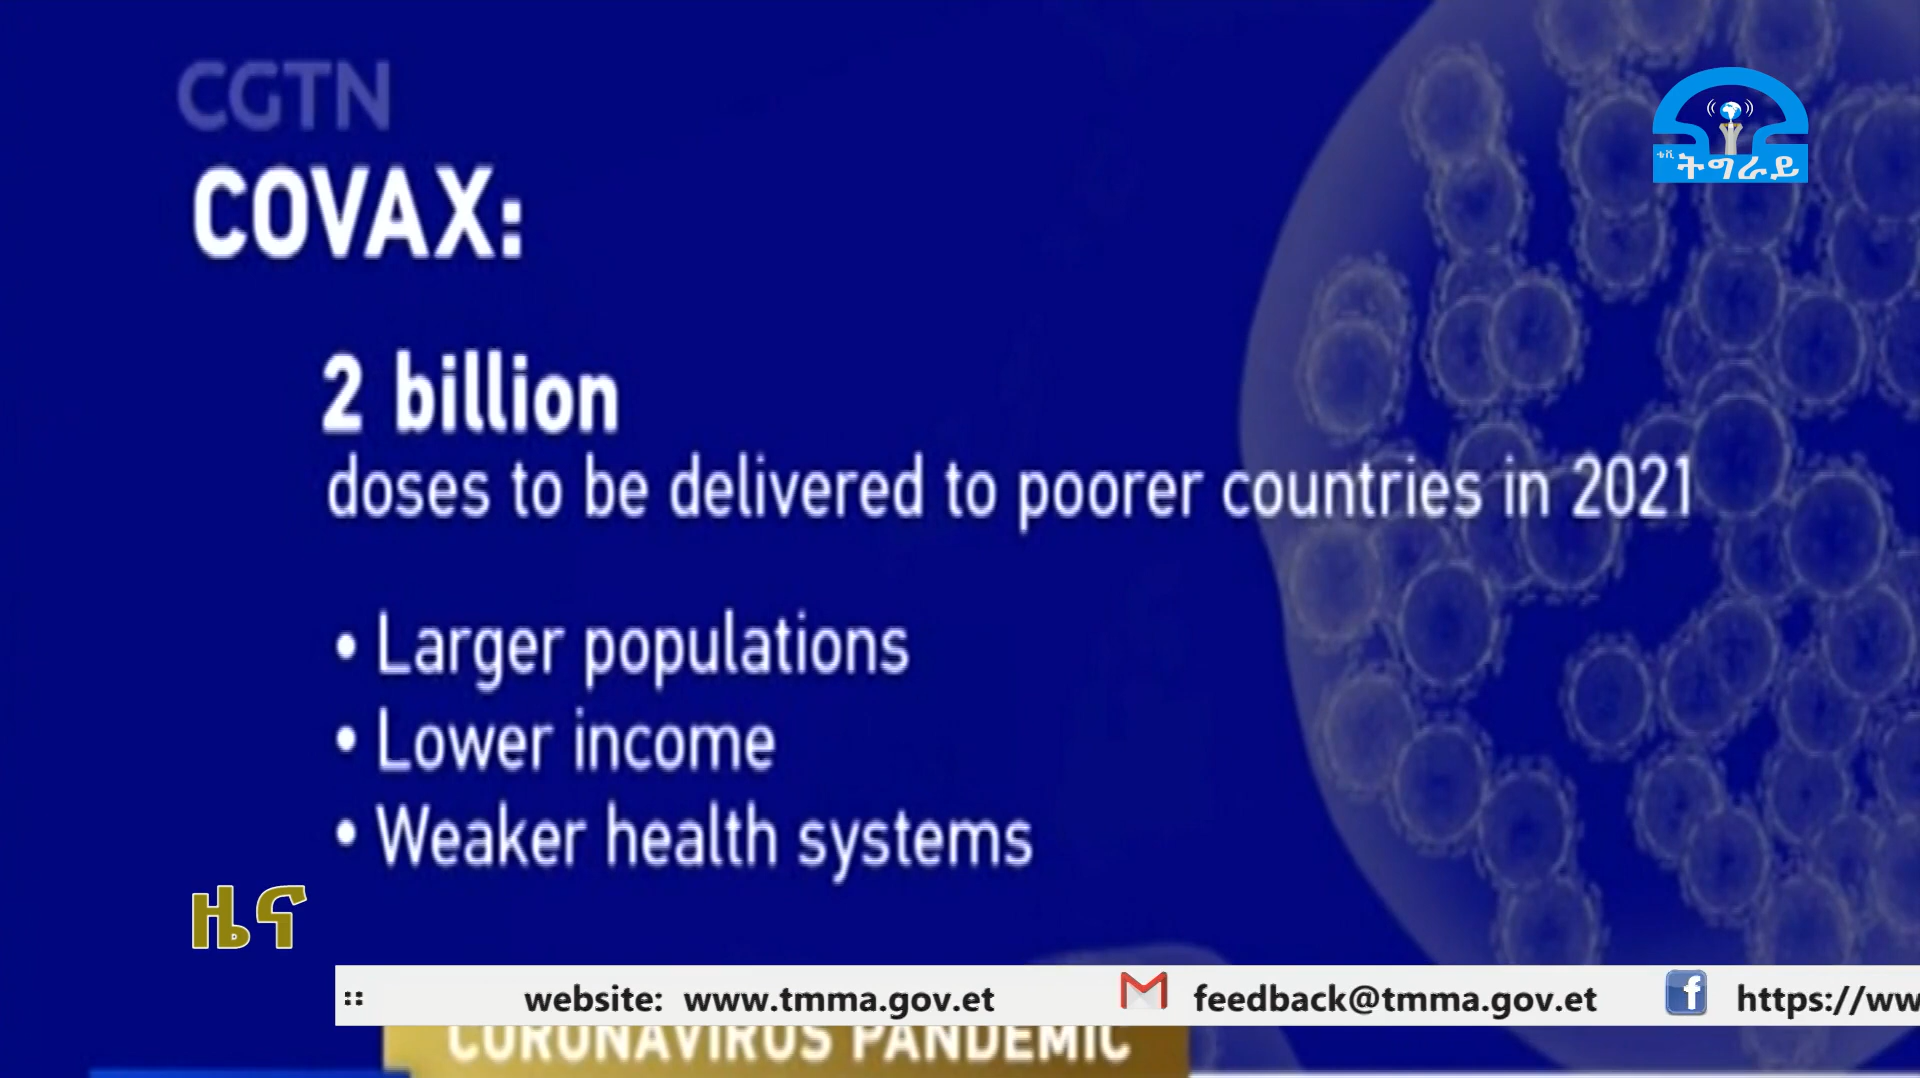 CGTN
COVAX:
ቴሌ ትግራይ
2 billion
doses to be delivered to poorer countries in 2021
• Larger populations
• Lower income
• Weaker health systems
ዜና
:: website: www.tmma.gov.et feedback@tmma.gov.et https://ww
CORONAVIRUS PANDEMIC